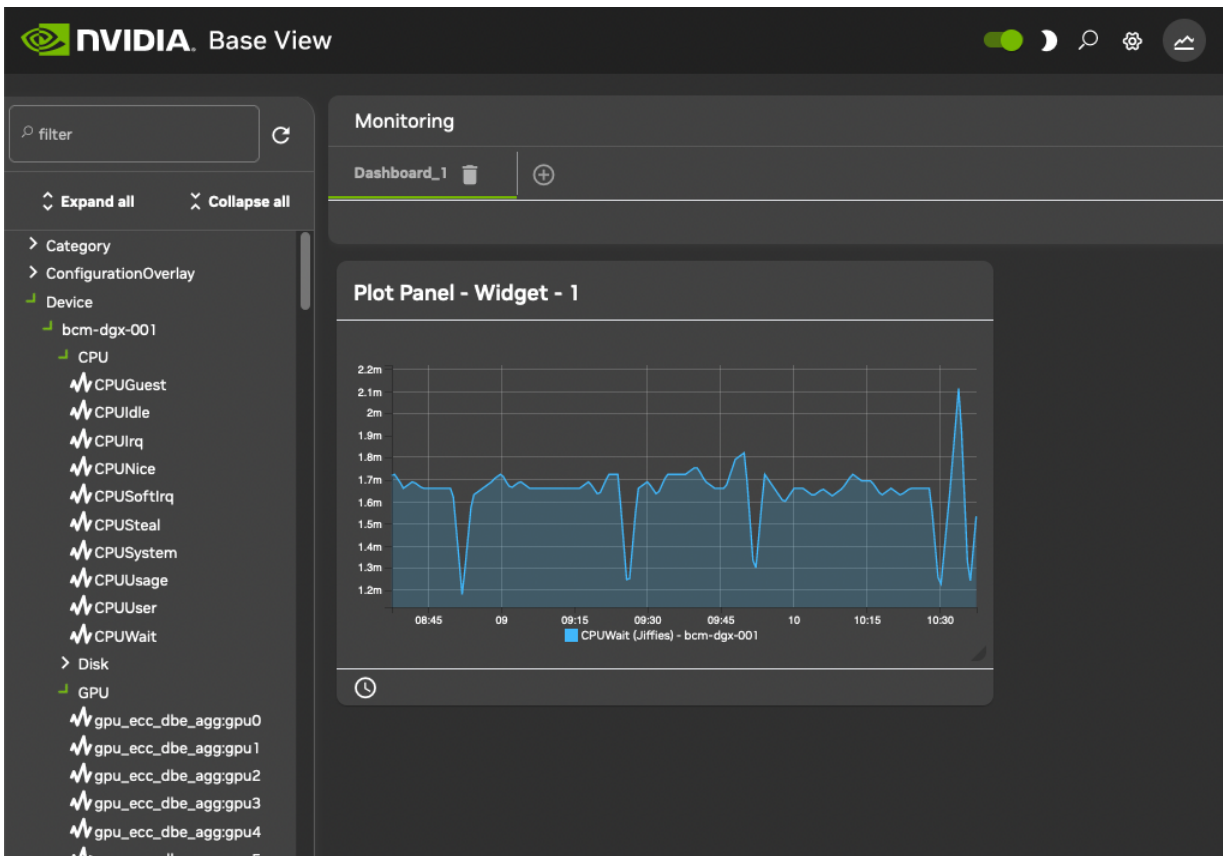 NVIDIA. Base View
filter
Expand all
Collapse all
Category
ConfigurationOverlay
Device
bcm-dgx-001
CPU
CPUGuest
CPUIdle
CPUIrq
CPUNice
CPUSoftIrq
CPUSteal
CPUSystem
CPUUsage
CPUUser
CPUWait
Disk
GPU
gpu_ecc_dbe_agg:gpu0
gpu_ecc_dbe_agg:gpu1
gpu_ecc_dbe_agg:gpu2
gpu_ecc_dbe_agg:gpu3
gpu_ecc_dbe_agg:gpu4
Monitoring
Dashboard_1
Plot Panel - Widget - 1
2.2m
2.1m
2m
1.9m
1.8m
1.7m
1.6m
1.5m
1.4m
1.3m
1.2m
08:45 09 09:15 09:30 09:45 10 10:15 10:30
CPUWait (Jiffies) - bcm-dgx-001